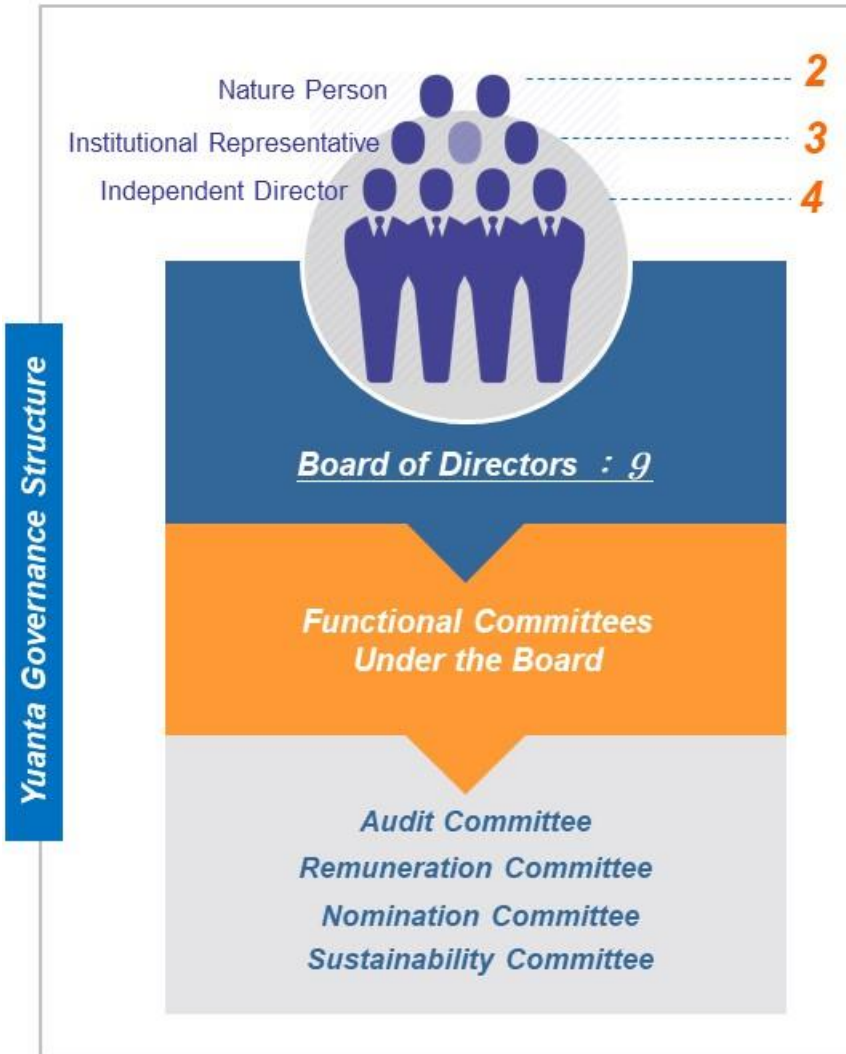 Nature Person 2
Institutional Representative 3
Independent Director 4
Yuanta Governance Structure
Board of Directors : 9
Functional Committees
Under the Board
Audit Committee
Remuneration Committee
Nomination Committee
Sustainability Committee